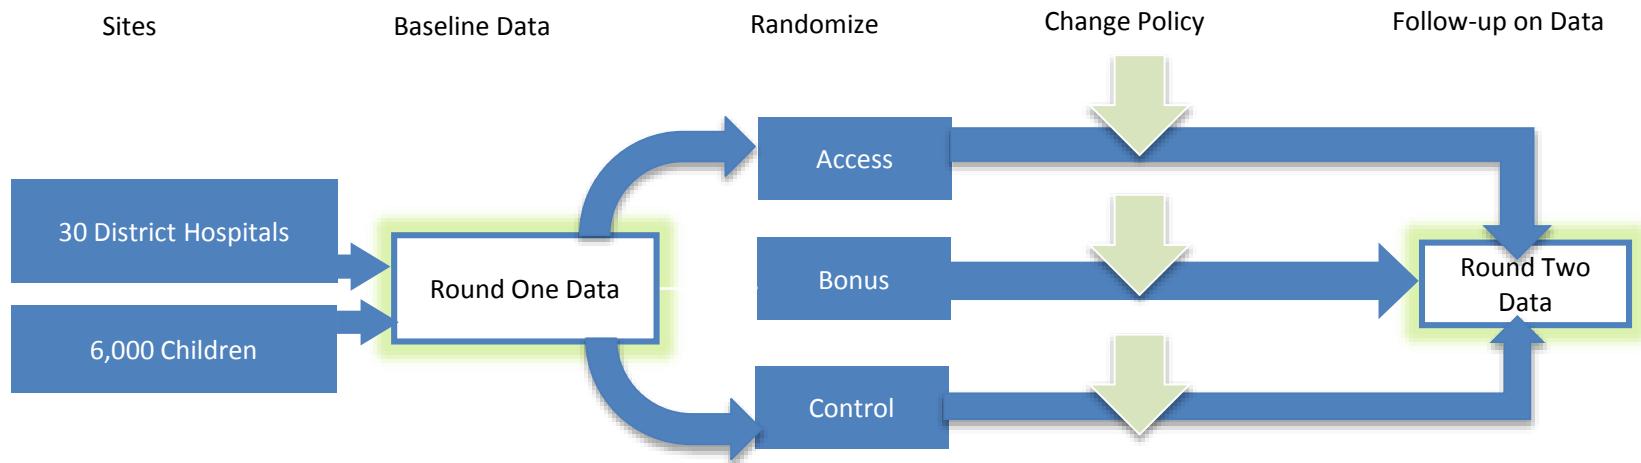 Sites
Baseline Data
Randomize
Change Policy
Follow-up on Data
30 District Hospitals
6,000 Children
Round One Data
Access
Bonus
Control
Round Two
Data